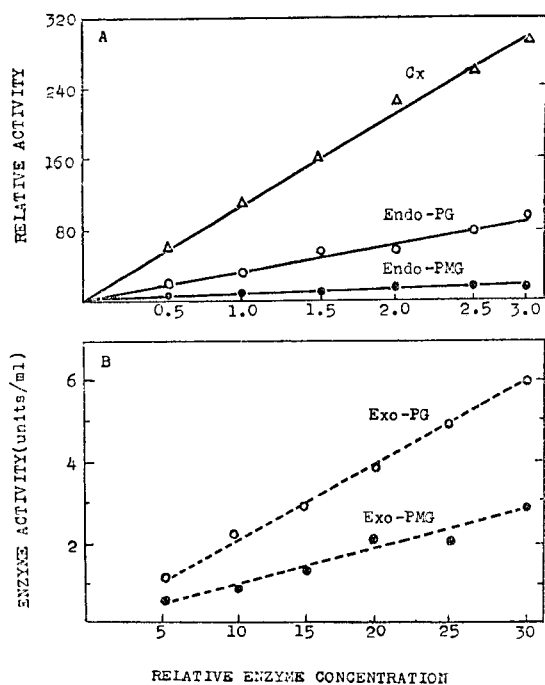 320
A
Cx
240
RELATIVE ACTIVITY
160
Endo-PG
80
Endo-PMG
0.5 1.0 1.5 2.0 2.5 3.0
B
6
Exo-PG
ENZYME ACTIVITY(units/ml)
4
Exo-PMG
2
5 10 15 20 25 30
RELATIVE ENZYME CONCENTRATION